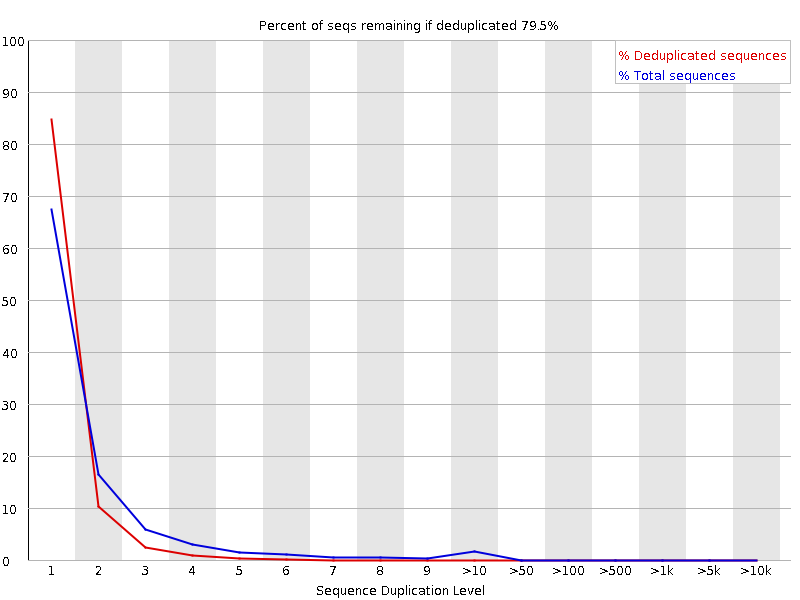 Percent of seqs remaining if deduplicated 79.5%
% Deduplicated sequences
% Total sequences
100
90
80
70
60
50
40
30
20
10
0
1 2 3 4 5 6 7 8 9 >10 >50 >100 >500 >1k >5k >10k
Sequence Duplication Level